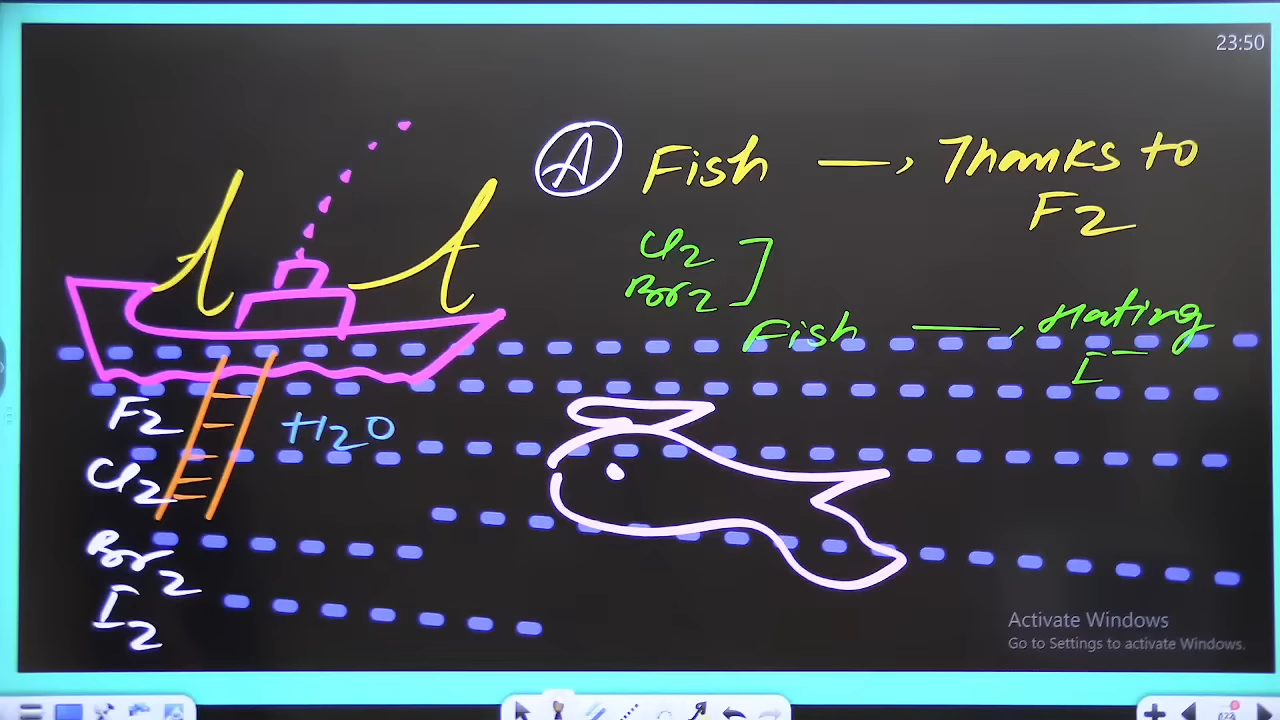 23:50
A Fish → Thanks to
F2
Cl2
Br2 ]
Fish → Hating
I-
F2
H2O
Cl2
Br2
I2
Activate Windows
Go to Settings to activate Windows.